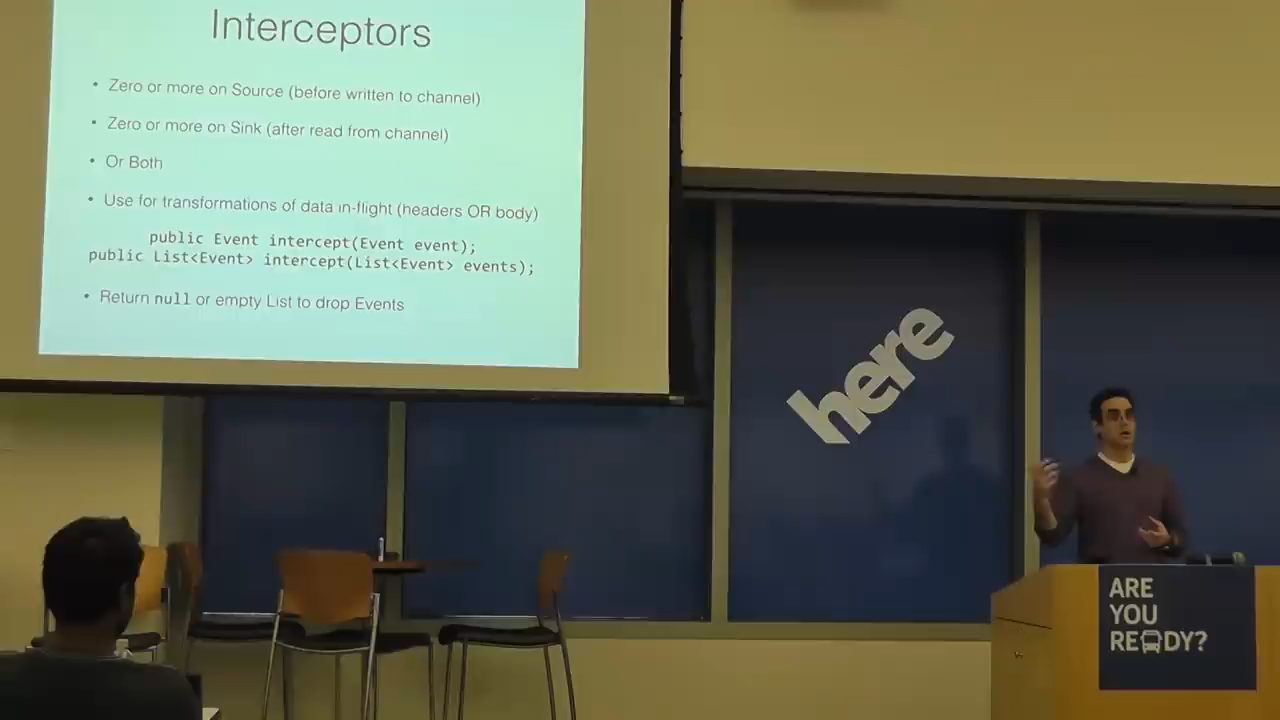 Interceptors
• Zero or more on Source (before written to channel)
• Zero or more on Sink (after read from channel)
• Or Both
• Use for transformations of data in-flight (headers OR body)
public Event intercept(Event event);
public List<Event> intercept(List<Event> events);
• Return null or empty List to drop Events
here
ARE
YOU
READY?